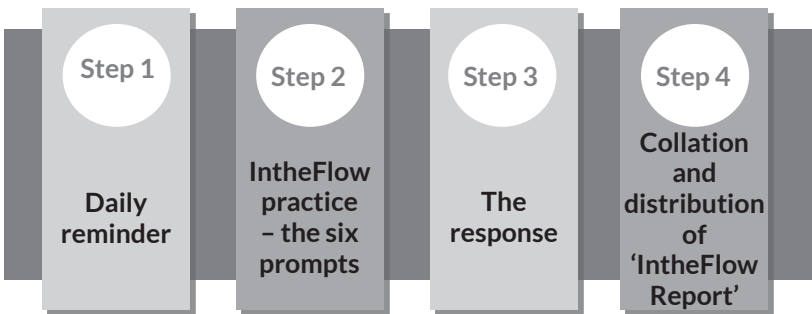 Step 1
Daily
reminder
Step 2
IntheFlow
practice
– the six
prompts
Step 3
The
response
Step 4
Collation
and
distribution
of
‘IntheFlow
Report’